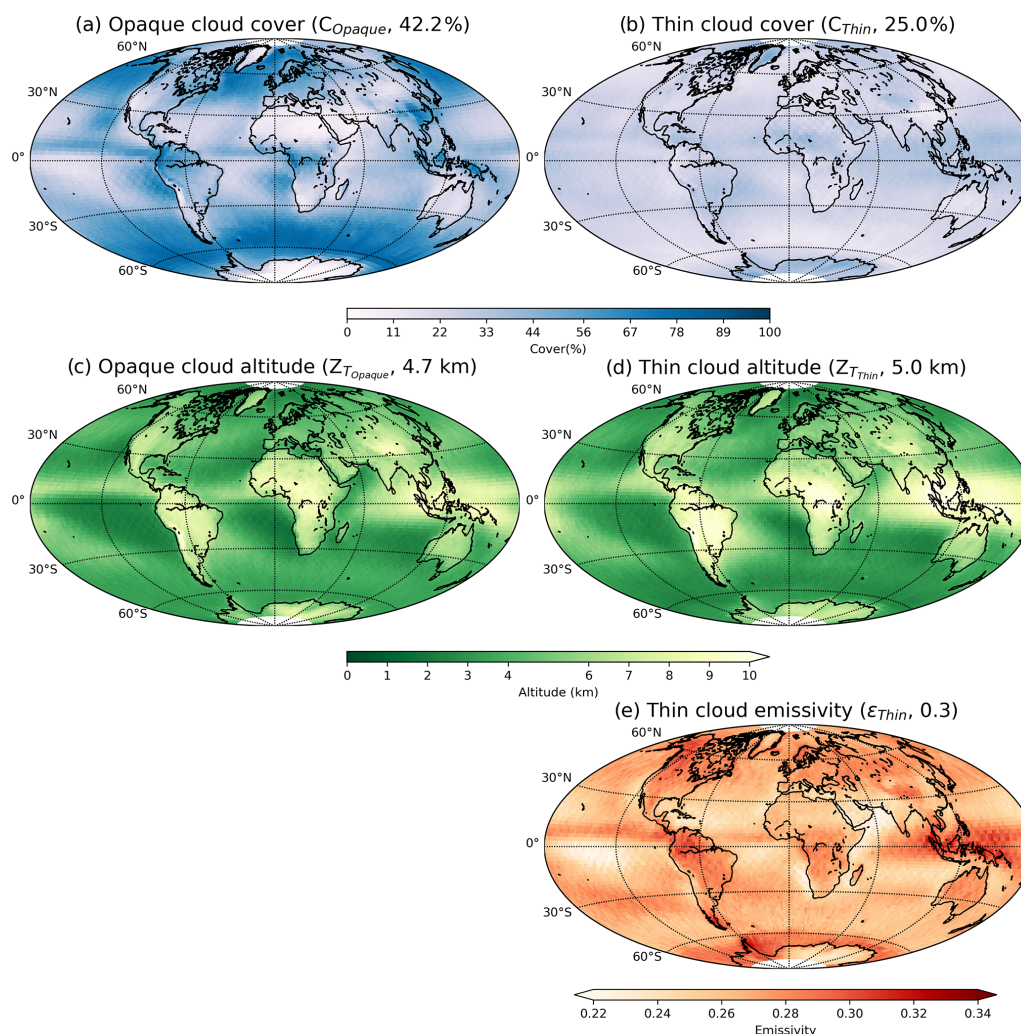 (a) Opaque cloud cover (C_Opaque, 42.2%)
(b) Thin cloud cover (C_Thin, 25.0%)
60°N
60°N
30°N
30°N
0°
0°
30°S
30°S
60°S
60°S
0 11 22 33 44 56 67 78 89 100
Cover(%)
(c) Opaque cloud altitude (Z_T_Opaque, 4.7 km)
(d) Thin cloud altitude (Z_T_Thin, 5.0 km)
60°N
60°N
30°N
30°N
0°
0°
30°S
30°S
60°S
60°S
0 1 2 3 4 6 7 8 9 10
Altitude (km)
(e) Thin cloud emissivity (ε_Thin, 0.3)
60°N
30°N
0°
30°S
60°S
0.22 0.24 0.26 0.28 0.30 0.32 0.34
Emissivity